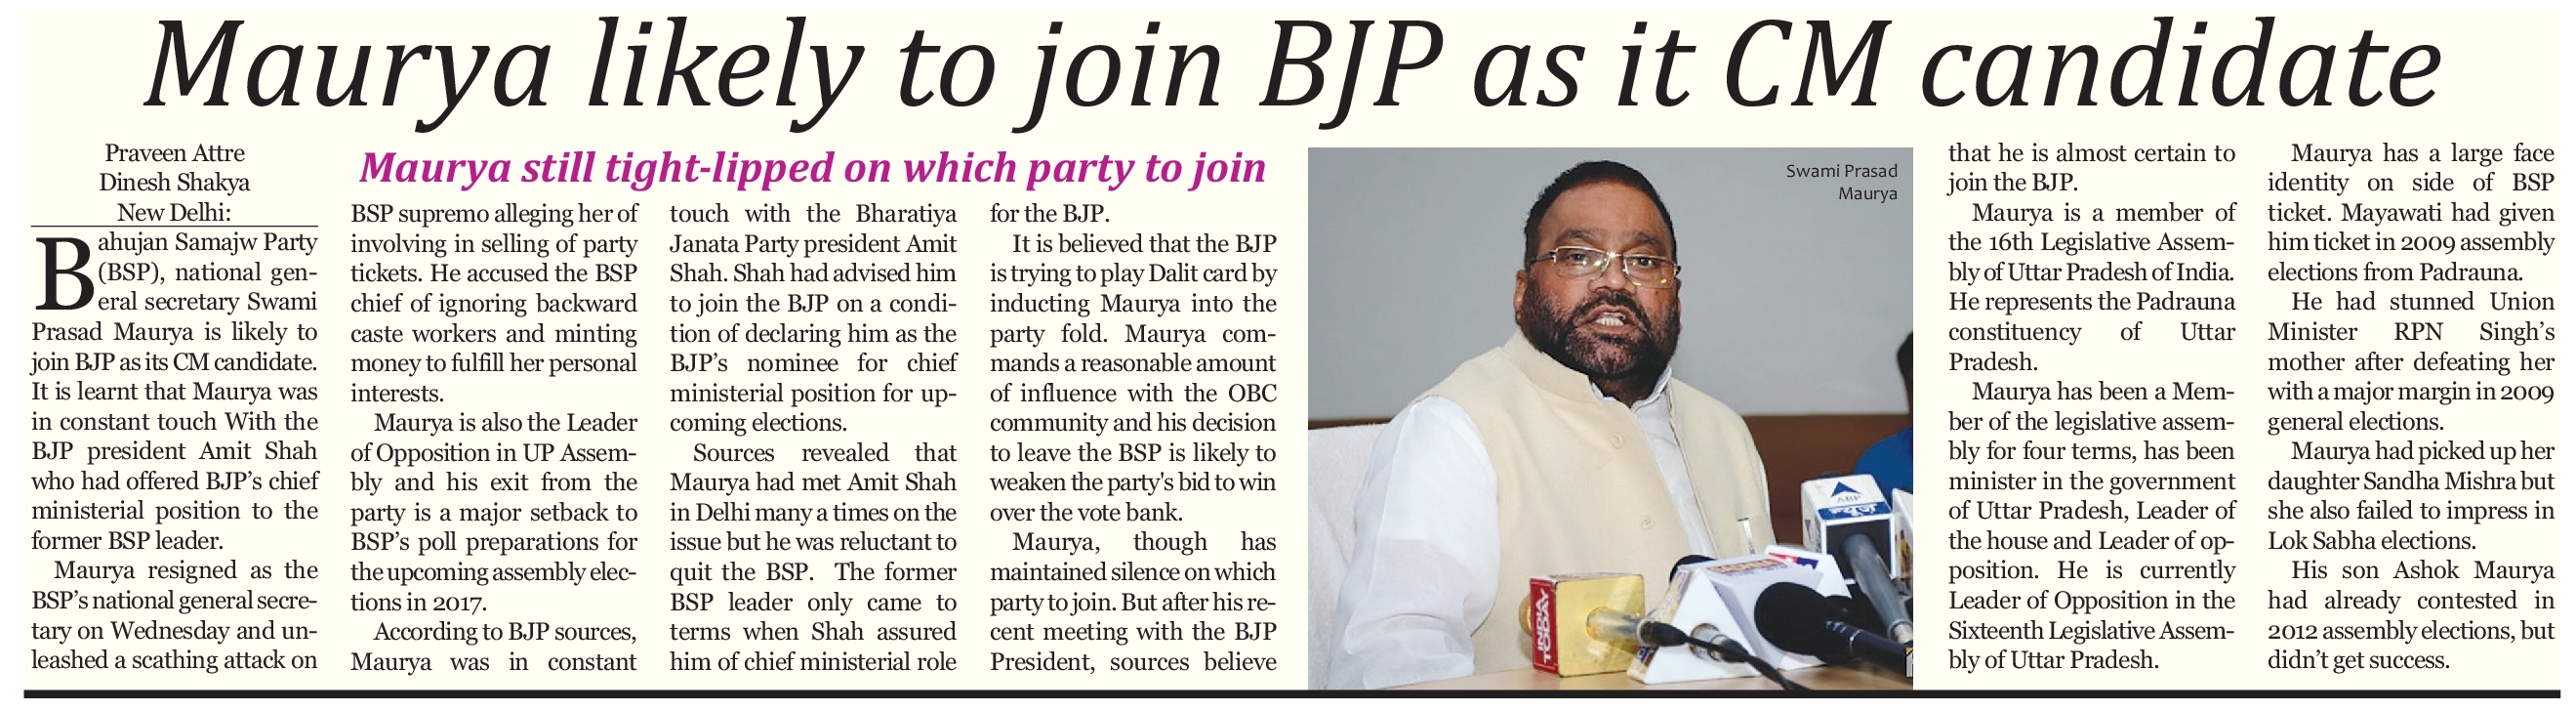 Maurya likely to join BJP as it CM candidate
Praveen Attre
Dinesh Shakya
New Delhi:
Bahujan Samajw Party
(BSP), national gen-
eral secretary Swami
Prasad Maurya is likely to
join BJP as its CM candidate.
It is learnt that Maurya was
in constant touch With the
BJP president Amit Shah
who had offered BJP's chief
ministerial position to the
former BSP leader.
Maurya resigned as the
BSP's national general secre-
tary on Wednesday and un-
leashed a scathing attack on
Maurya still tight-lipped on which party to join
BSP supremo alleging her of
involving in selling of party
tickets. He accused the BSP
chief of ignoring backward
caste workers and minting
money to fulfill her personal
interests.
Maurya is also the Leader
of Opposition in UP Assem-
bly and his exit from the
party is a major setback to
BSP's poll preparations for
the upcoming assembly elec-
tions in 2017.
According to BJP sources,
Maurya was in constant
touch with the Bharatiya
Janata Party president Amit
Shah. Shah had advised him
to join the BJP on a condi-
tion of declaring him as the
BJP's nominee for chief
ministerial position for up-
coming elections.
Sources revealed that
Maurya had met Amit Shah
in Delhi many a times on the
issue but he was reluctant to
quit the BSP. The former
BSP leader only came to
terms when Shah assured
him of chief ministerial role
for the BJP.
It is believed that the BJP
is trying to play Dalit card by
inducting Maurya into the
party fold. Maurya com-
mands a reasonable amount
of influence with the OBC
community and his decision
to leave the BSP is likely to
weaken the party's bid to win
over the vote bank.
Maurya, though has
maintained silence on which
party to join. But after his re-
cent meeting with the BJP
President, sources believe
Swami Prasad
Maurya
ABP
INDIA
TODAY
that he is almost certain to
join the BJP.
Maurya is a member of
the 16th Legislative Assem-
bly of Uttar Pradesh of India.
He represents the Padrauna
constituency of Uttar
Pradesh.
Maurya has been a Mem-
ber of the legislative assem-
bly for four terms, has been
minister in the government
of Uttar Pradesh, Leader of
the house and Leader of op-
position. He is currently
Leader of Opposition in the
Sixteenth Legislative Assem-
bly of Uttar Pradesh.
Maurya has a large face
identity on side of BSP
ticket. Mayawati had given
him ticket in 2009 assembly
elections from Padrauna.
He had stunned Union
Minister RPN Singh's
mother after defeating her
with a major margin in 2009
general elections.
Maurya had picked up her
daughter Sandha Mishra but
she also failed to impress in
Lok Sabha elections.
His son Ashok Maurya
had already contested in
2012 assembly elections, but
didn't get success.